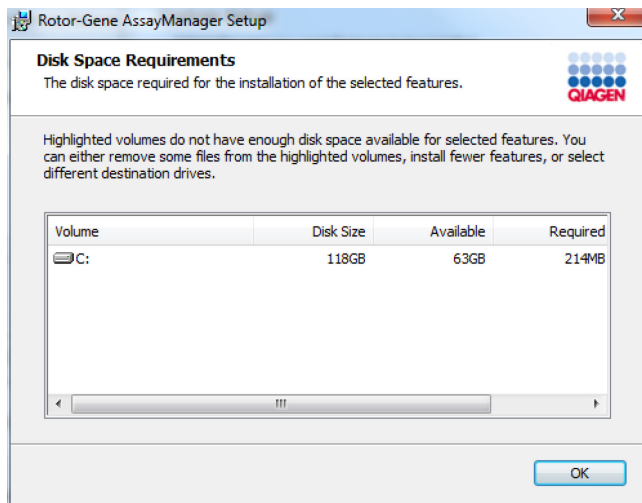 Rotor-Gene AssayManager Setup
Disk Space Requirements
The disk space required for the installation of the selected features.
QIAGEN
Highlighted volumes do not have enough disk space available for selected features. You
can either remove some files from the highlighted volumes, install fewer features, or select
different destination drives.
Volume Disk Size Available Required
C: 118GB 63GB 214MB
OK